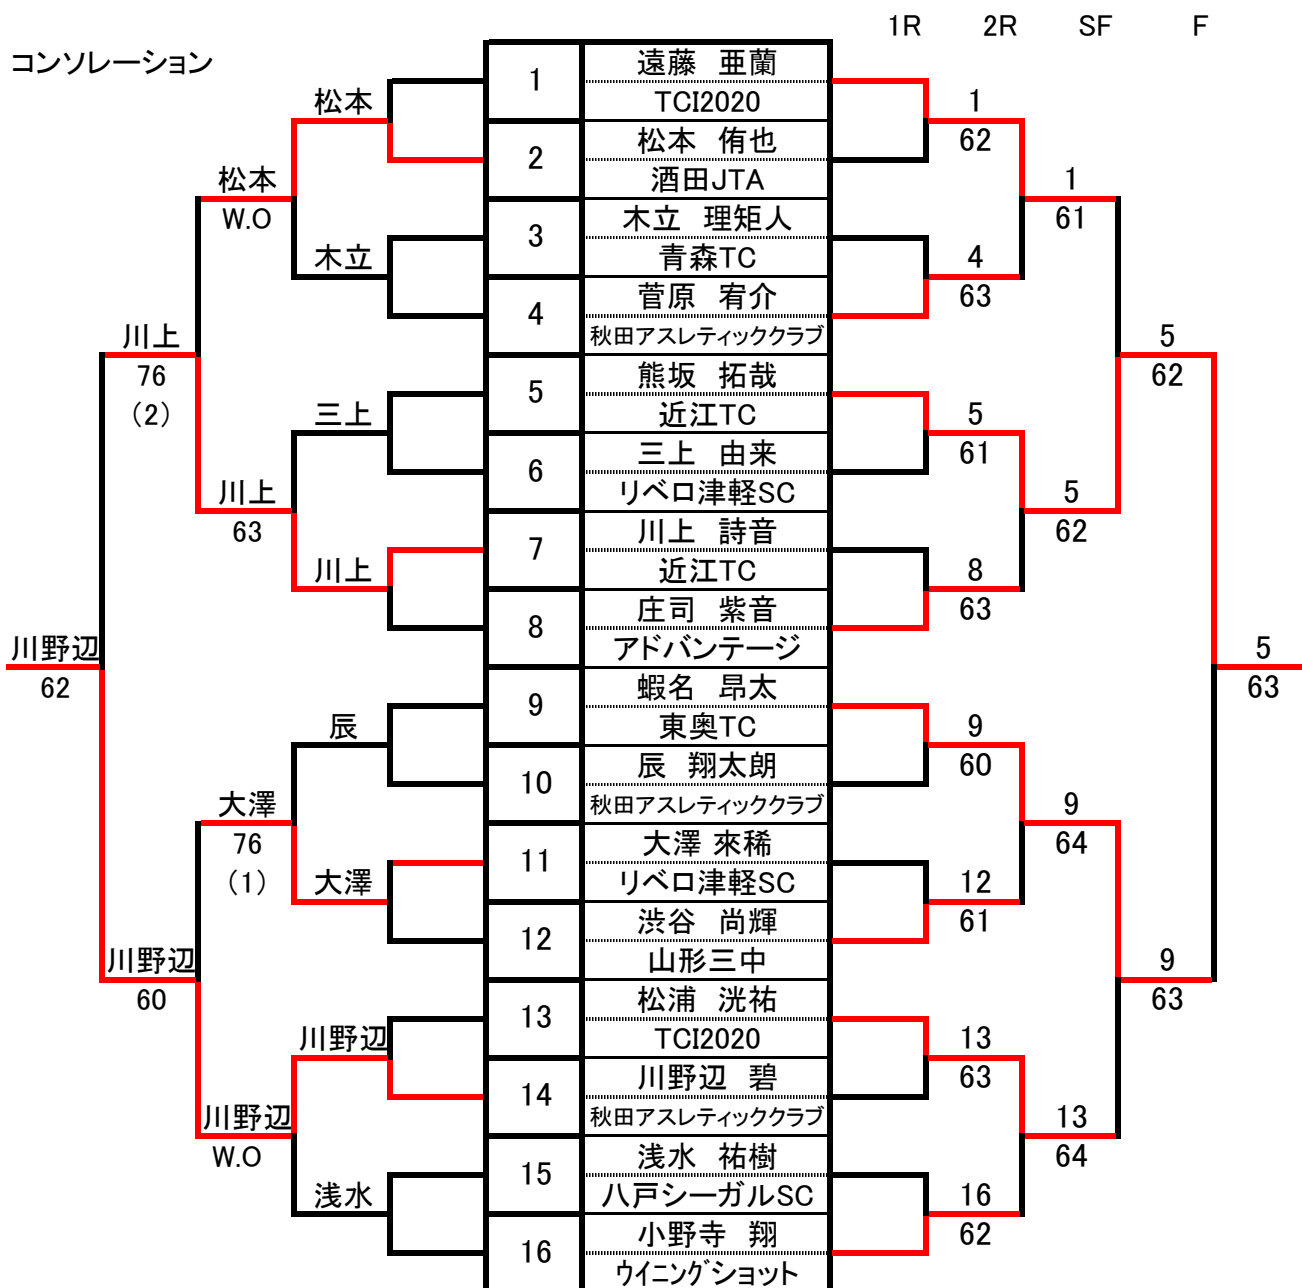 1R 2R SF F
コンソレーション
1
遠藤 亜蘭
TCI2020
2
松本 侑也
酒田JTA
3
木立 理矩人
青森TC
4
菅原 宥介
秋田アスレティッククラブ
5
熊坂 拓哉
近江TC
6
三上 由来
リベロ津軽SC
7
川上 詩音
近江TC
8
庄司 紫音
アドバンテージ
9
蝦名 昂太
東奥TC
10
辰 翔太朗
秋田アスレティッククラブ
11
大澤 來稀
リベロ津軽SC
12
渋谷 尚輝
山形三中
13
松浦 洸祐
TCI2020
14
川野辺 碧
秋田アスレティッククラブ
15
浅水 祐樹
八戸シーガルSC
16
小野寺 翔
ウイニングショット
松本
木立
三上
川上
辰
大澤
川野辺
浅水
松本
W.O
川上
63
大澤
76
(1)
川野辺
W.O
川上
76
(2)
川野辺
60
川野辺
62
1
62
4
63
5
61
8
63
9
60
12
61
13
63
16
62
1
61
5
62
9
64
13
64
5
62
9
63
5
63